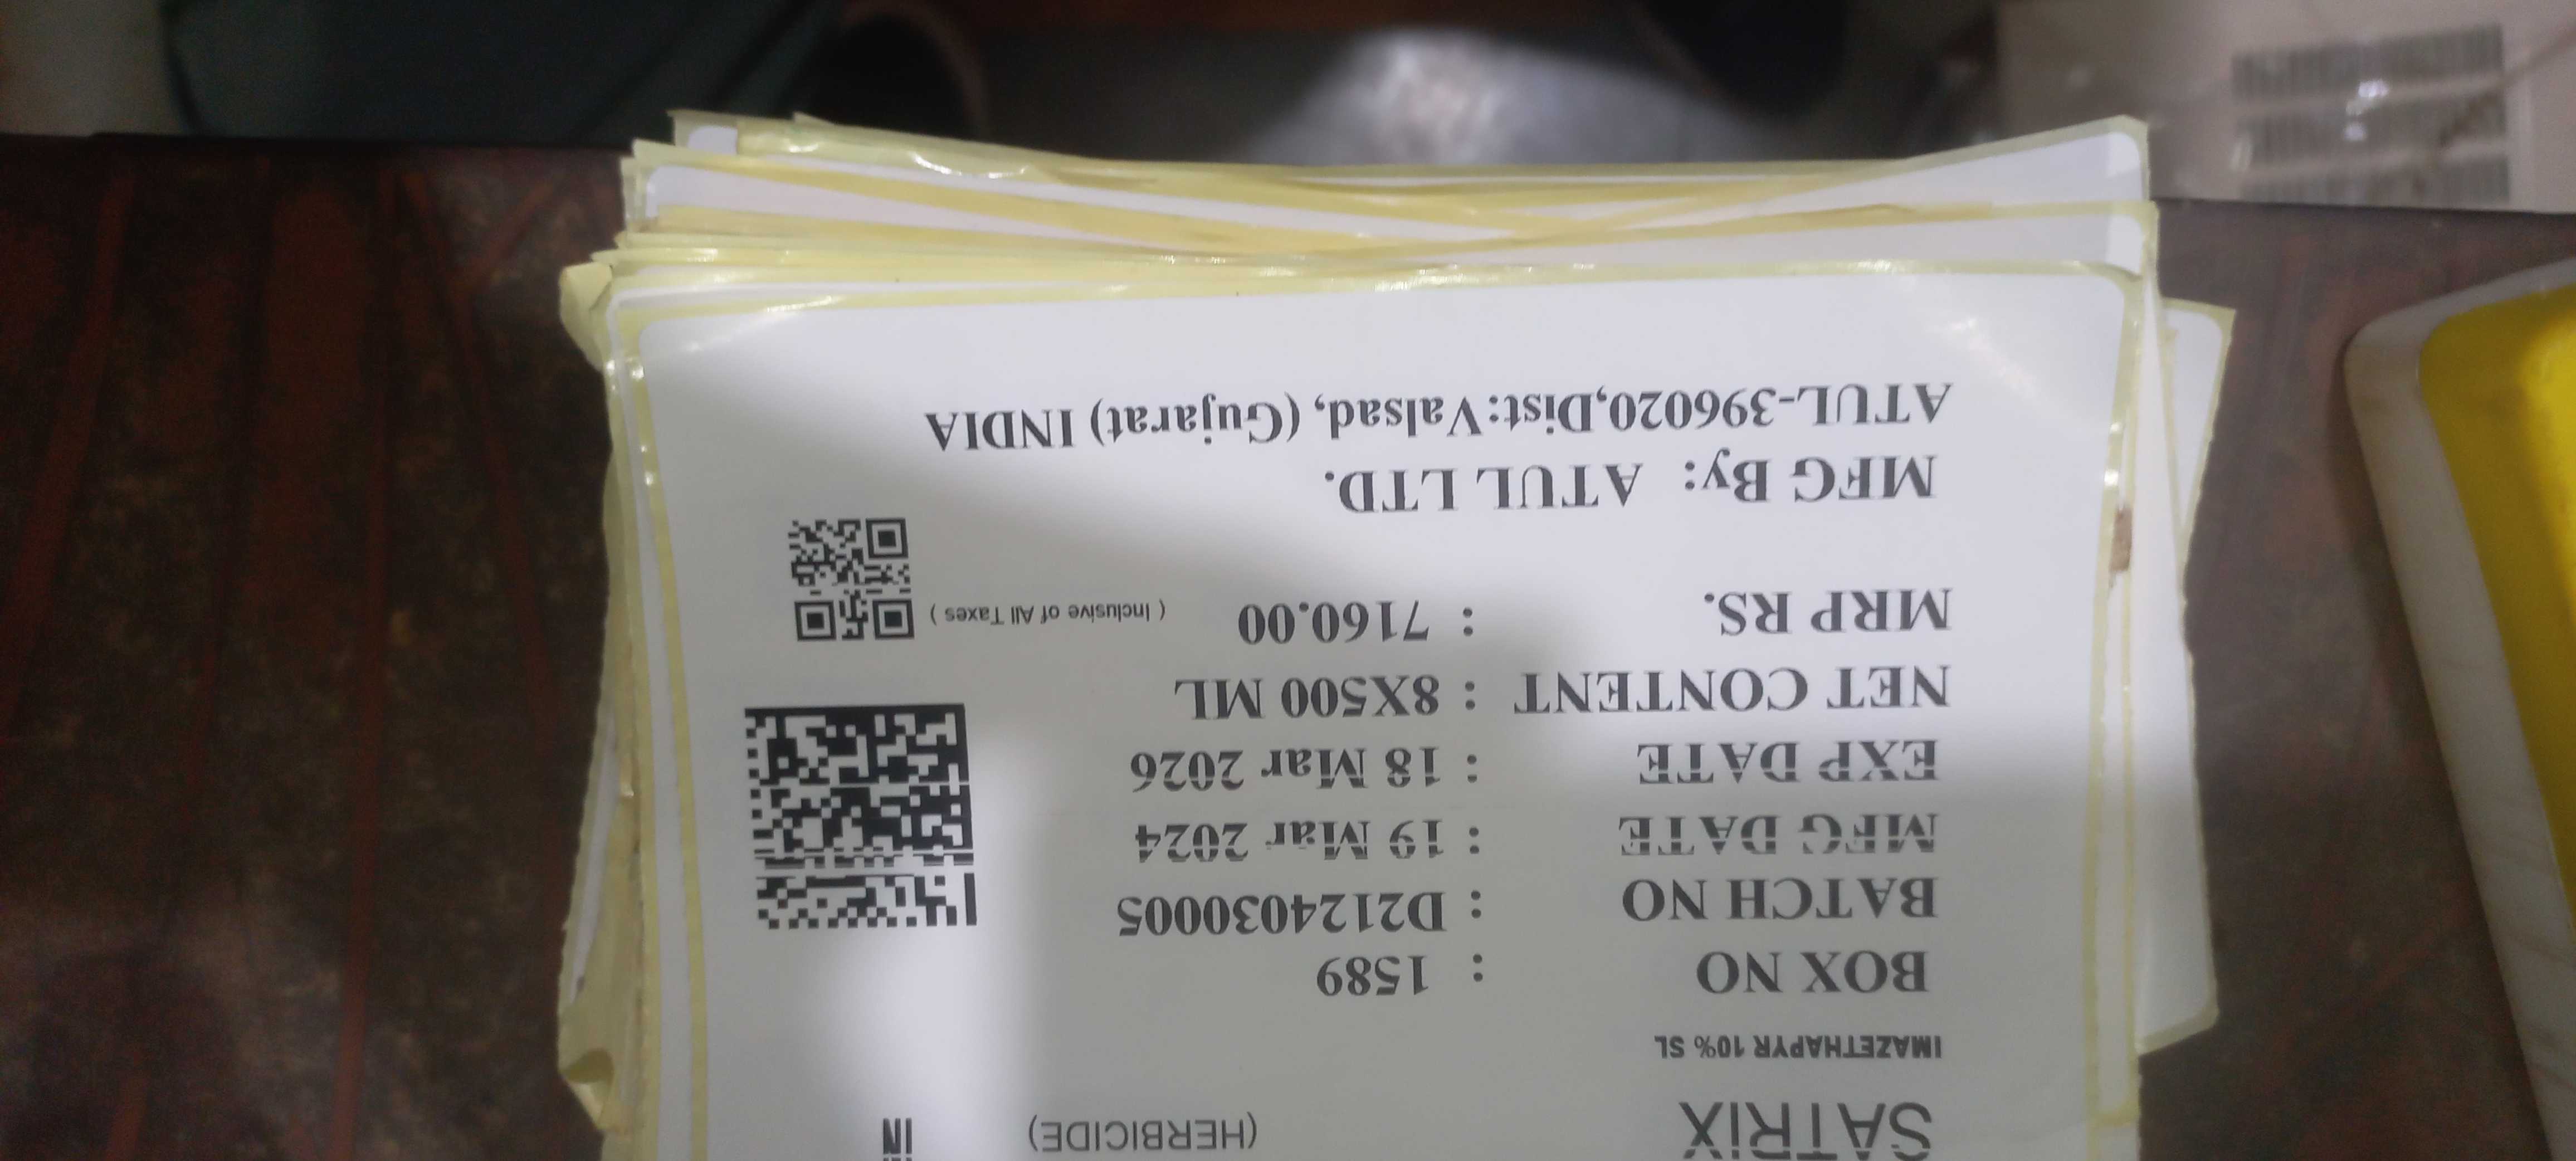 SATRIX (HERBICIDE) IN
IMAZETHAPYR 10% SL
BOX NO : 1589
BATCH NO : D2124030005
MFG DATE : 19 Mar 2024
EXP DATE : 18 Mar 2026
NET CONTENT : 8X500 ML
MRP RS. : 7160.00 ( Inclusive of All Taxes )
MFG By: ATUL LTD.
ATUL-396020,Dist:Valsad, (Gujarat) INDIA